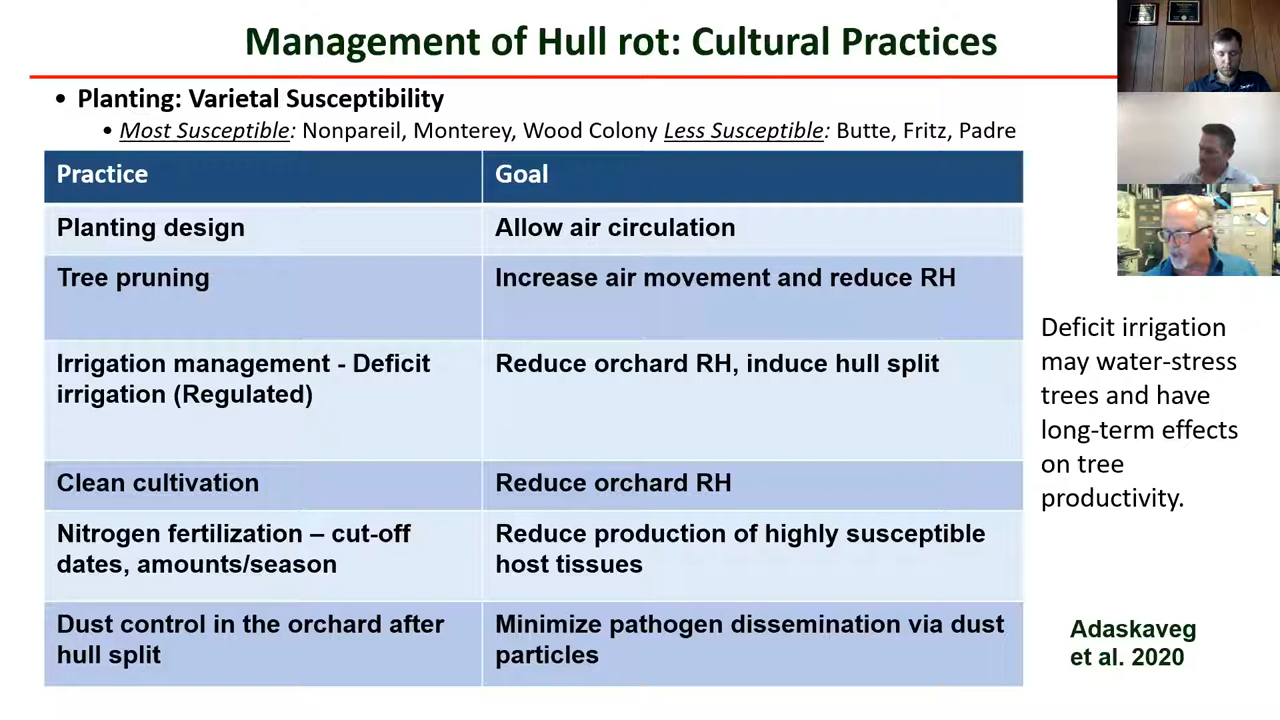 Management of Hull rot: Cultural Practices
• Planting: Varietal Susceptibility
• Most Susceptible: Nonpareil, Monterey, Wood Colony Less Susceptible: Butte, Fritz, Padre
Practice Goal
Planting design Allow air circulation
Tree pruning Increase air movement and reduce RH
Irrigation management - Deficit Reduce orchard RH, induce hull split
irrigation (Regulated)
Clean cultivation Reduce orchard RH
Nitrogen fertilization – cut-off Reduce production of highly susceptible
dates, amounts/season host tissues
Dust control in the orchard after Minimize pathogen dissemination via dust
hull split particles
Deficit irrigation
may water-stress
trees and have
long-term effects
on tree
productivity.
Adaskaveg
et al. 2020